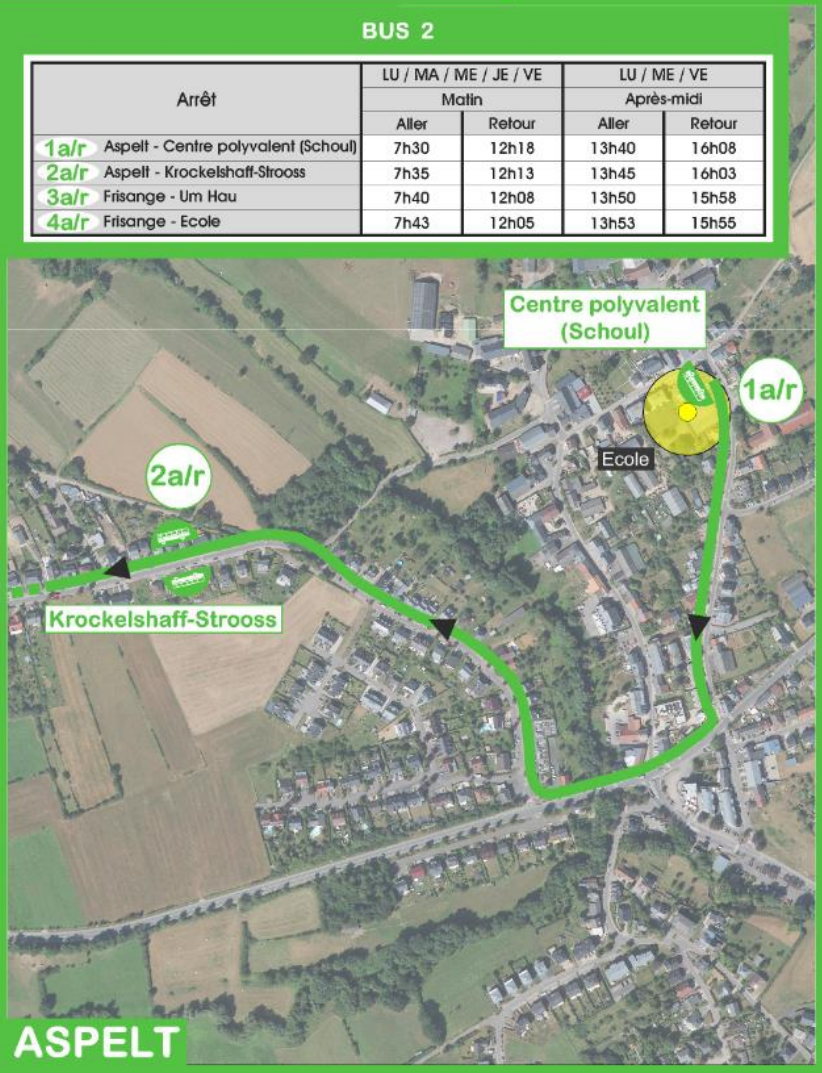 BUS 2
Arrêt
LU / MA / ME / JE / VE
LU / ME / VE
Matin
Après-midi
Aller
Retour
Aller
Retour
1a/r Aspelt - Centre polyvalent (Schoul) 7h30 12h18 13h40 16h08
2a/r Aspelt - Krockelshaff-Strooss 7h35 12h13 13h45 16h03
3a/r Frisange - Um Hau 7h40 12h08 13h50 15h58
4a/r Frisange - Ecole 7h43 12h05 13h53 15h55
Centre polyvalent
(Schoul)
1a/r
Ecole
2a/r
Krockelshaff-Strooss
ASPELT